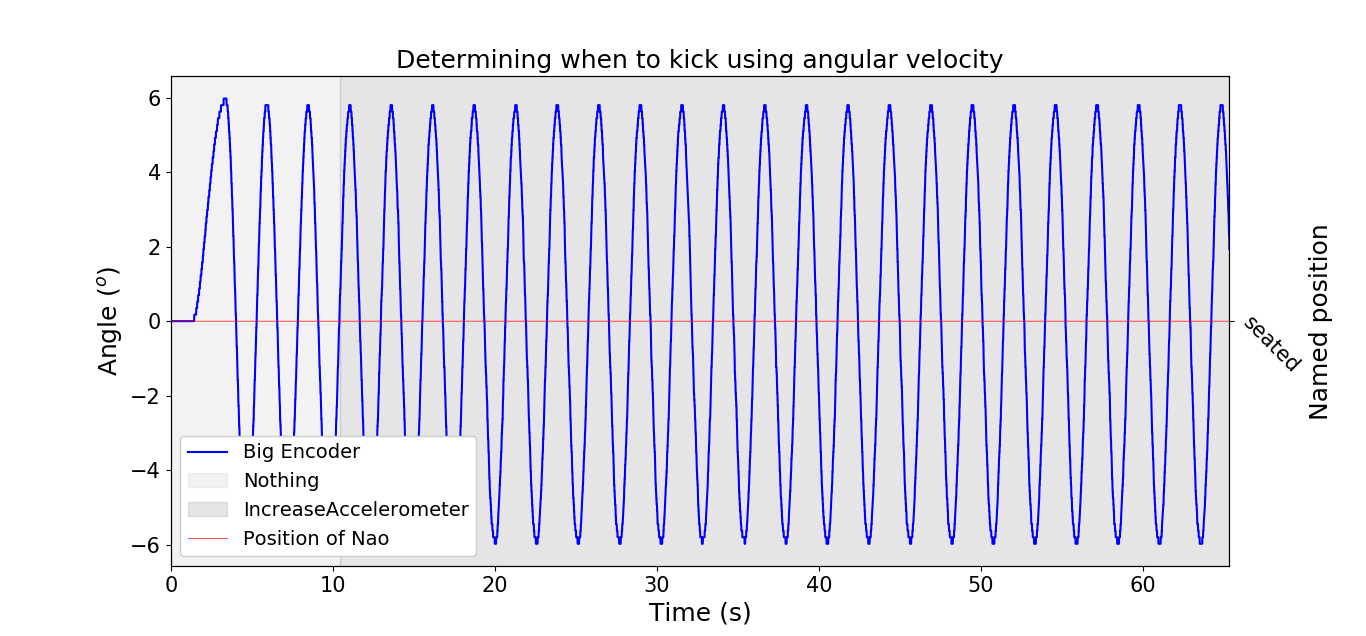 Determining when to kick using angular velocity
6
4
2
0
−2
−4
−6
Angle (°)
0
10
20
30
40
50
60
Time (s)
seated
Named position
Big Encoder
Nothing
IncreaseAccelerometer
Position of Nao